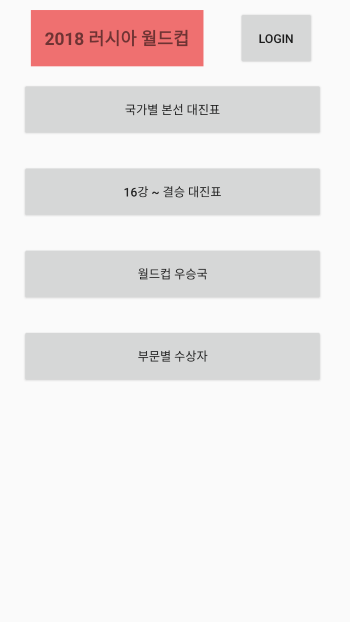 2018 러시아 월드컵
LOGIN
국가별 본선 대진표
16강 ~ 결승 대진표
월드컵 우승국
부문별 수상자